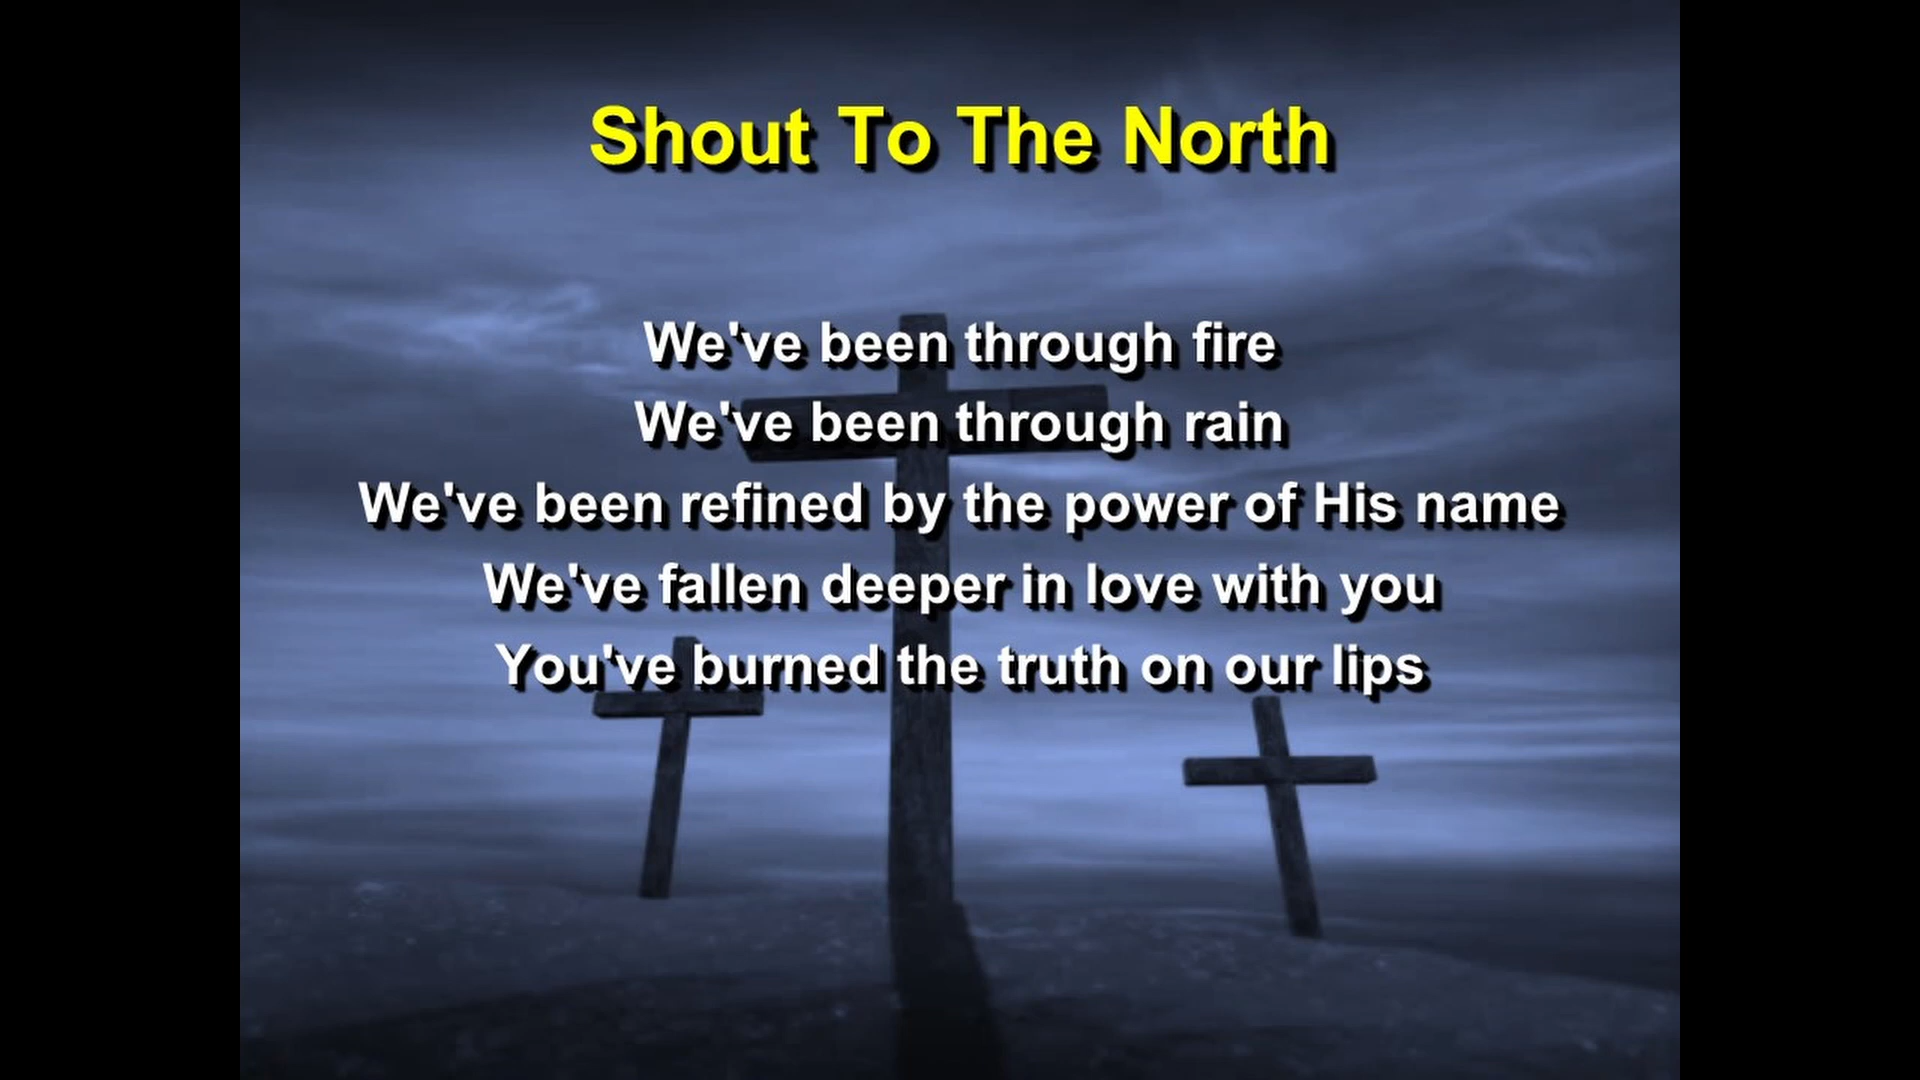 Shout To The North
We've been through fire
We've been through rain
We've been refined by the power of His name
We've fallen deeper in love with you
You've burned the truth on our lips